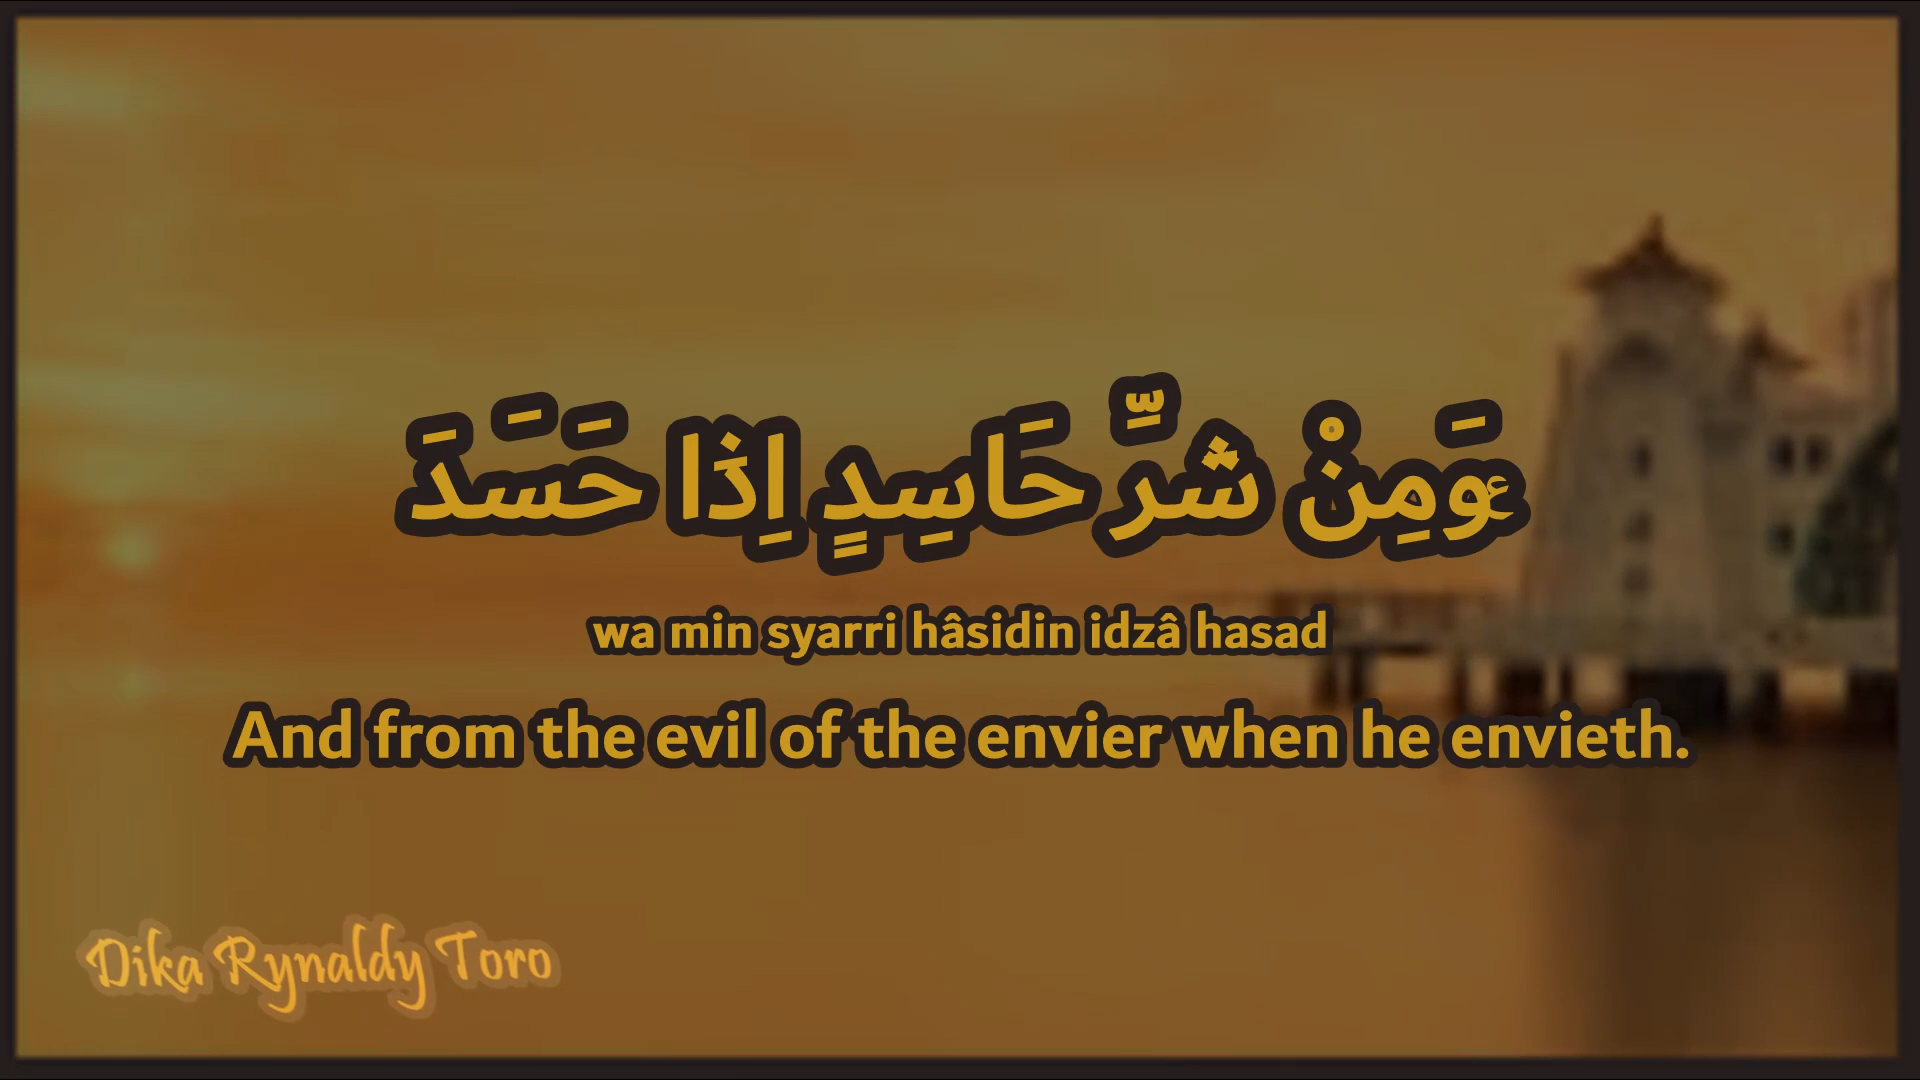 وَمِنْ شَرِّ حَاسِدٍ اِذَا حَسَدَ
wa min syarri hâsidin idzâ hasad
And from the evil of the envier when he envieth.
Dika Rynaldy Toro